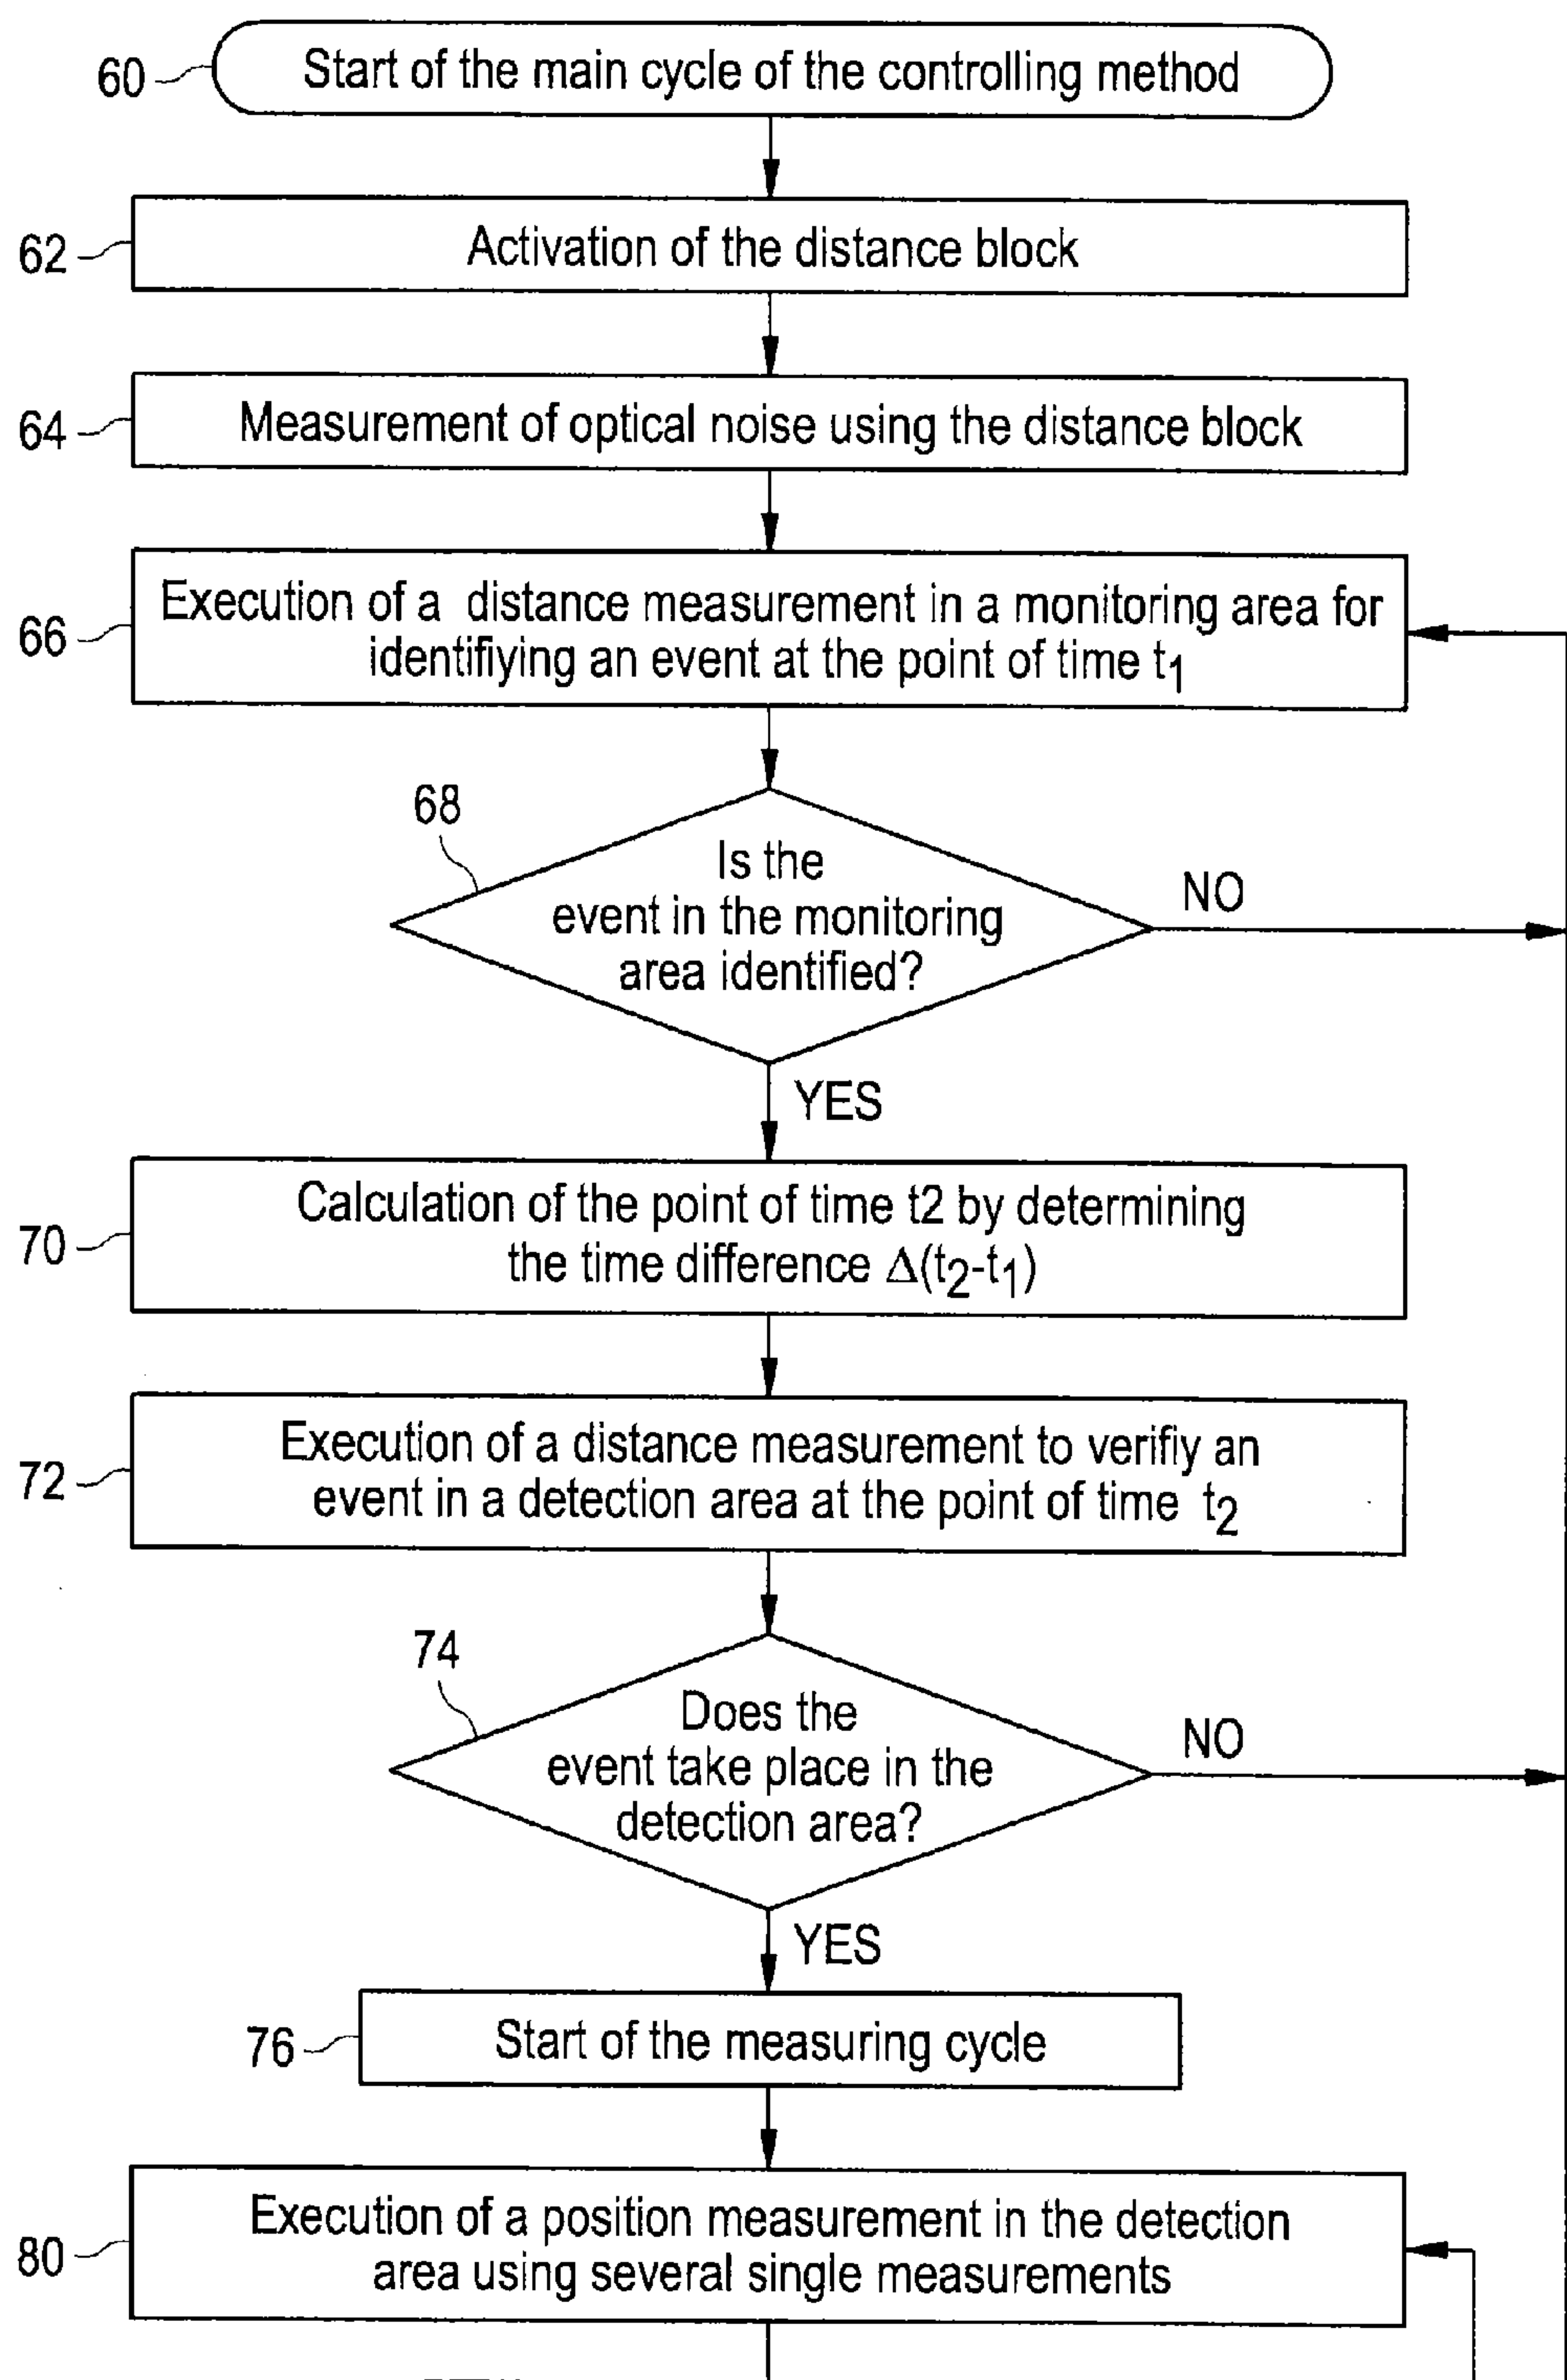 60
Start of the main cycle of the controlling method
62
Activation of the distance block
64
Measurement of optical noise using the distance block
66
Execution of a distance measurement in a monitoring area for
identifiying an event at the point of time t1
68
Is the
event in the monitoring
area identified?
NO
YES
70
Calculation of the point of time t2 by determining
the time difference Δ(t2-t1)
72
Execution of a distance measurement to verifiy an
event in a detection area at the point of time t2
74
Does the
event take place in the
detection area?
NO
YES
76
Start of the measuring cycle
80
Execution of a position measurement in the detection
area using several single measurements